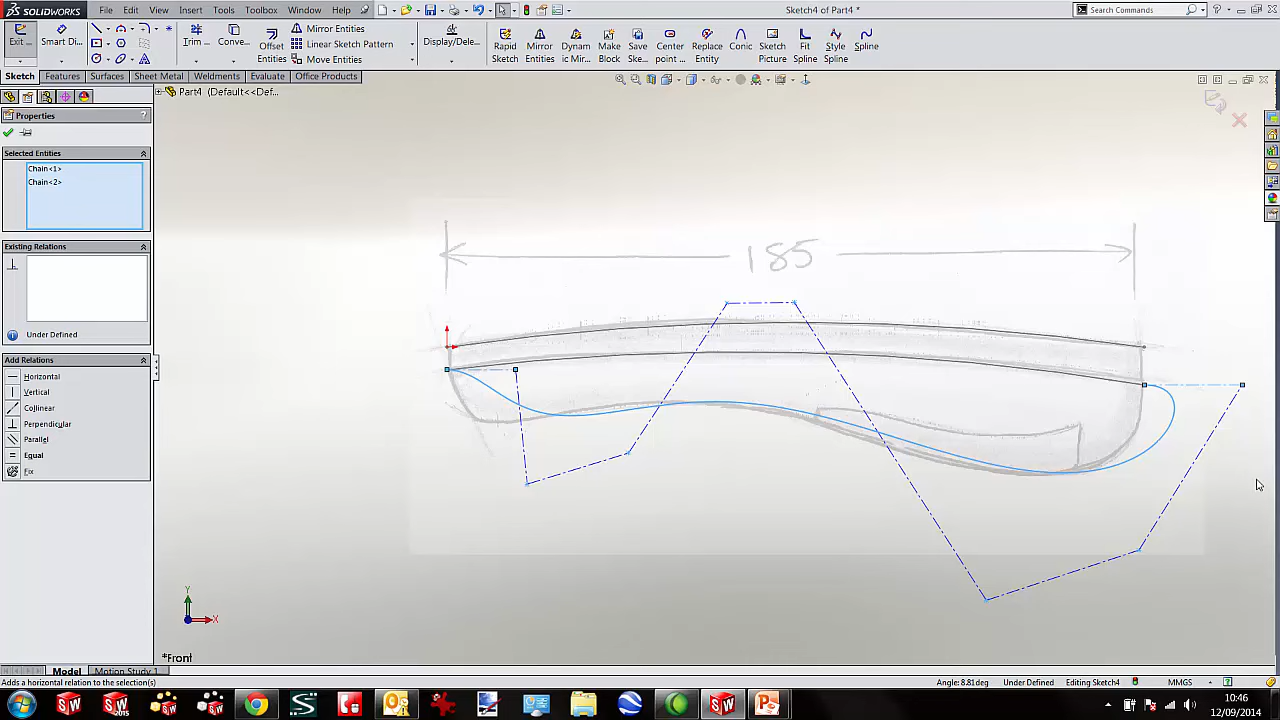 SOLIDWORKS File Edit View Insert Tools Toolbox Window Help Sketch4 of Part4 * Search Commands
Exit ... Smart Di... Trim ... Conve... Offset Entities Mirror Entities Linear Sketch Pattern Move Entities Display/Dele... Rapid Sketch Mirror Entities Dynam ic Mir... Make Block Save Ske... Center point ... Replace Entity Conic Sketch Picture Fit Spline Style Spline Spline
Sketch Features Surfaces Sheet Metal Weldments Evaluate Office Products
Part4 (Default<<Def...
Properties
Selected Entities
Chain<1>
Chain<2>
Existing Relations
Under Defined
Add Relations
Horizontal
Vertical
Collinear
Perpendicular
Parallel
Equal
Fix
185
Y
X
*Front
Model Motion Study 1
Adds a horizontal relation to the selection(s) Angle: 8.81deg Under Defined Editing Sketch4 MMGS
10:46
12/09/2014